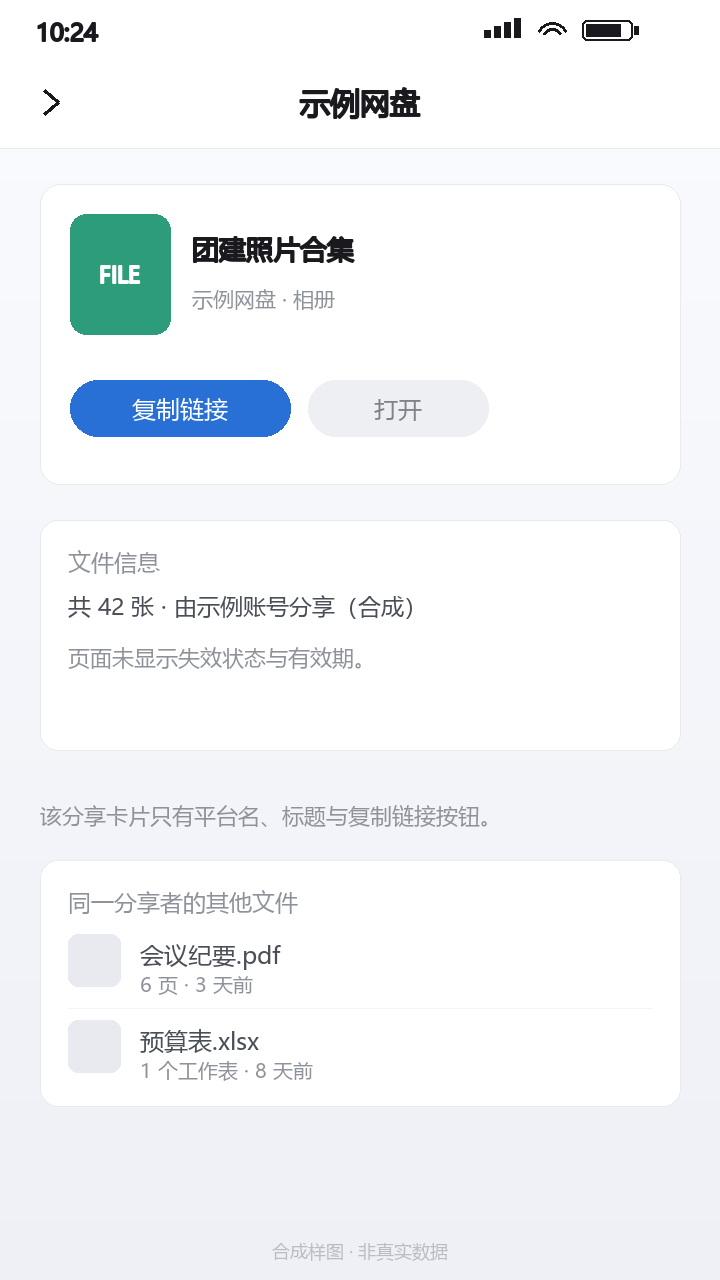 10:24
示例网盘
FILE
团建照片合集
示例网盘 · 相册
复制链接
打开
文件信息
共 42 张 · 由示例账号分享（合成）
页面未显示失效状态与有效期。
该分享卡片只有平台名、标题与复制链接按钮。
同一分享者的其他文件
会议纪要.pdf
6 页 · 3 天前
预算表.xlsx
1 个工作表 · 8 天前
合成样图 · 非真实数据